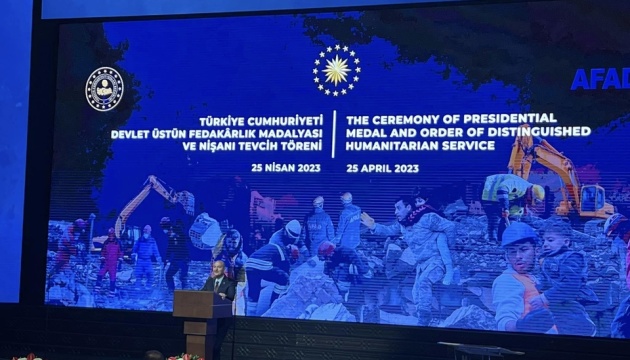 AFAD
TÜRKİYE CUMHURİYETİ
DEVLET ÜSTÜN FEDAKÂRLIK MADALYASI
VE NİŞANI TEVCİH TÖRENİ
25 NİSAN 2023
THE CEREMONY OF PRESIDENTIAL
MEDAL AND ORDER OF DISTINGUISHED
HUMANITARIAN SERVICE
25 APRIL 2023